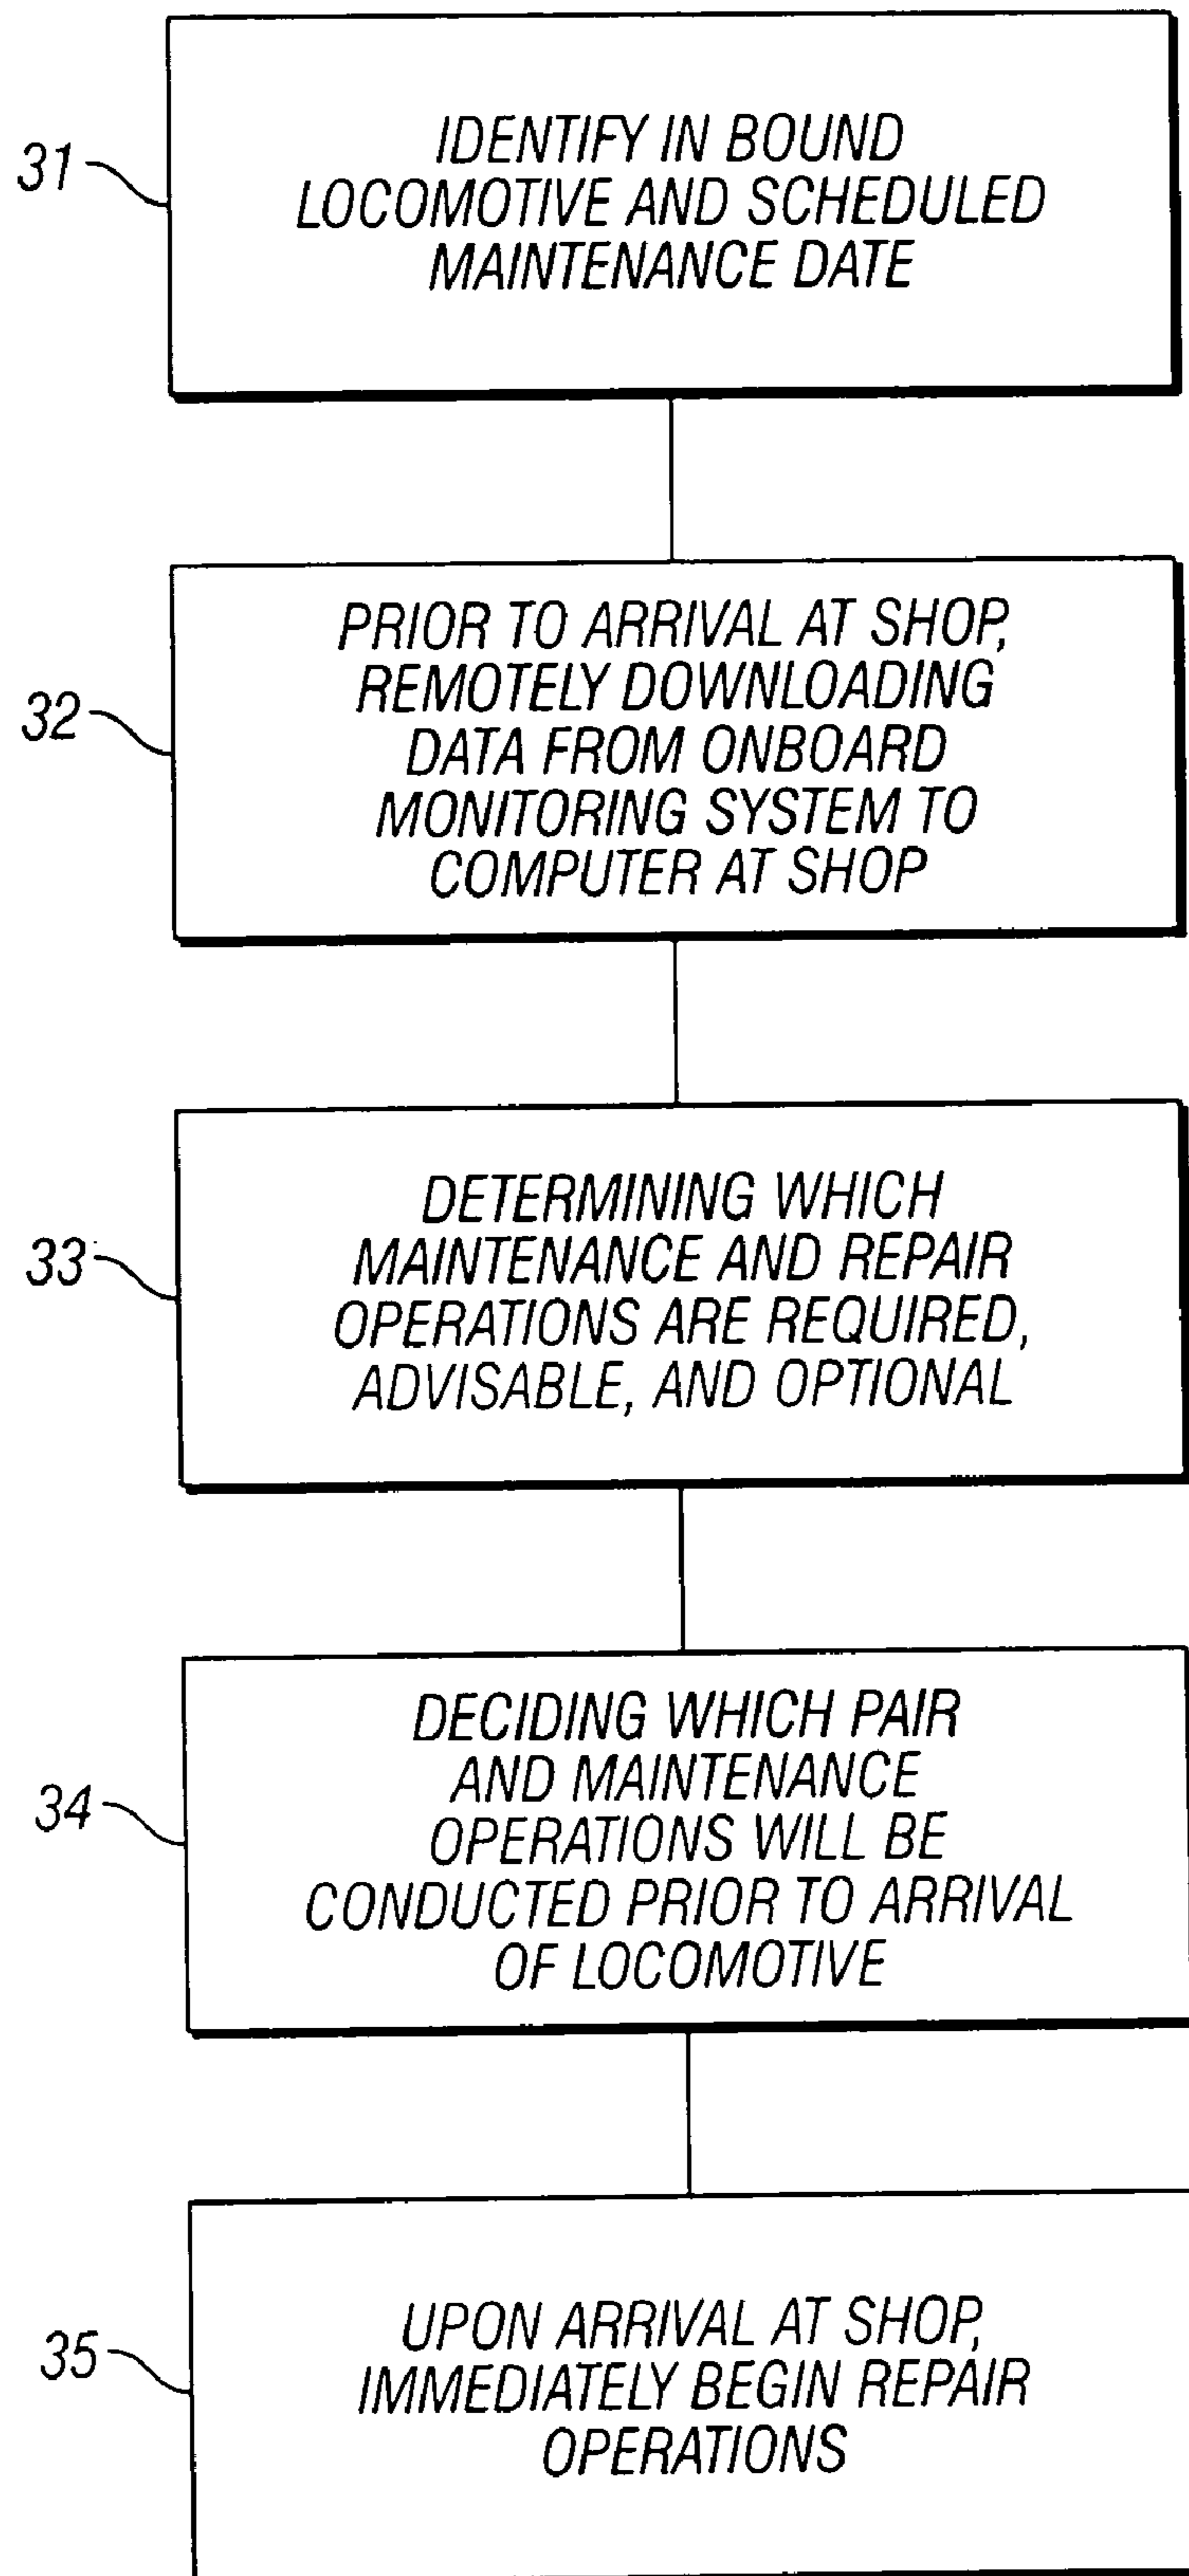 31
IDENTIFY IN BOUND
LOCOMOTIVE AND SCHEDULED
MAINTENANCE DATE
32
PRIOR TO ARRIVAL AT SHOP,
REMOTELY DOWNLOADING
DATA FROM ONBOARD
MONITORING SYSTEM TO
COMPUTER AT SHOP
33
DETERMINING WHICH
MAINTENANCE AND REPAIR
OPERATIONS ARE REQUIRED,
ADVISABLE, AND OPTIONAL
34
DECIDING WHICH PAIR
AND MAINTENANCE
OPERATIONS WILL BE
CONDUCTED PRIOR TO ARRIVAL
OF LOCOMOTIVE
35
UPON ARRIVAL AT SHOP,
IMMEDIATELY BEGIN REPAIR
OPERATIONS